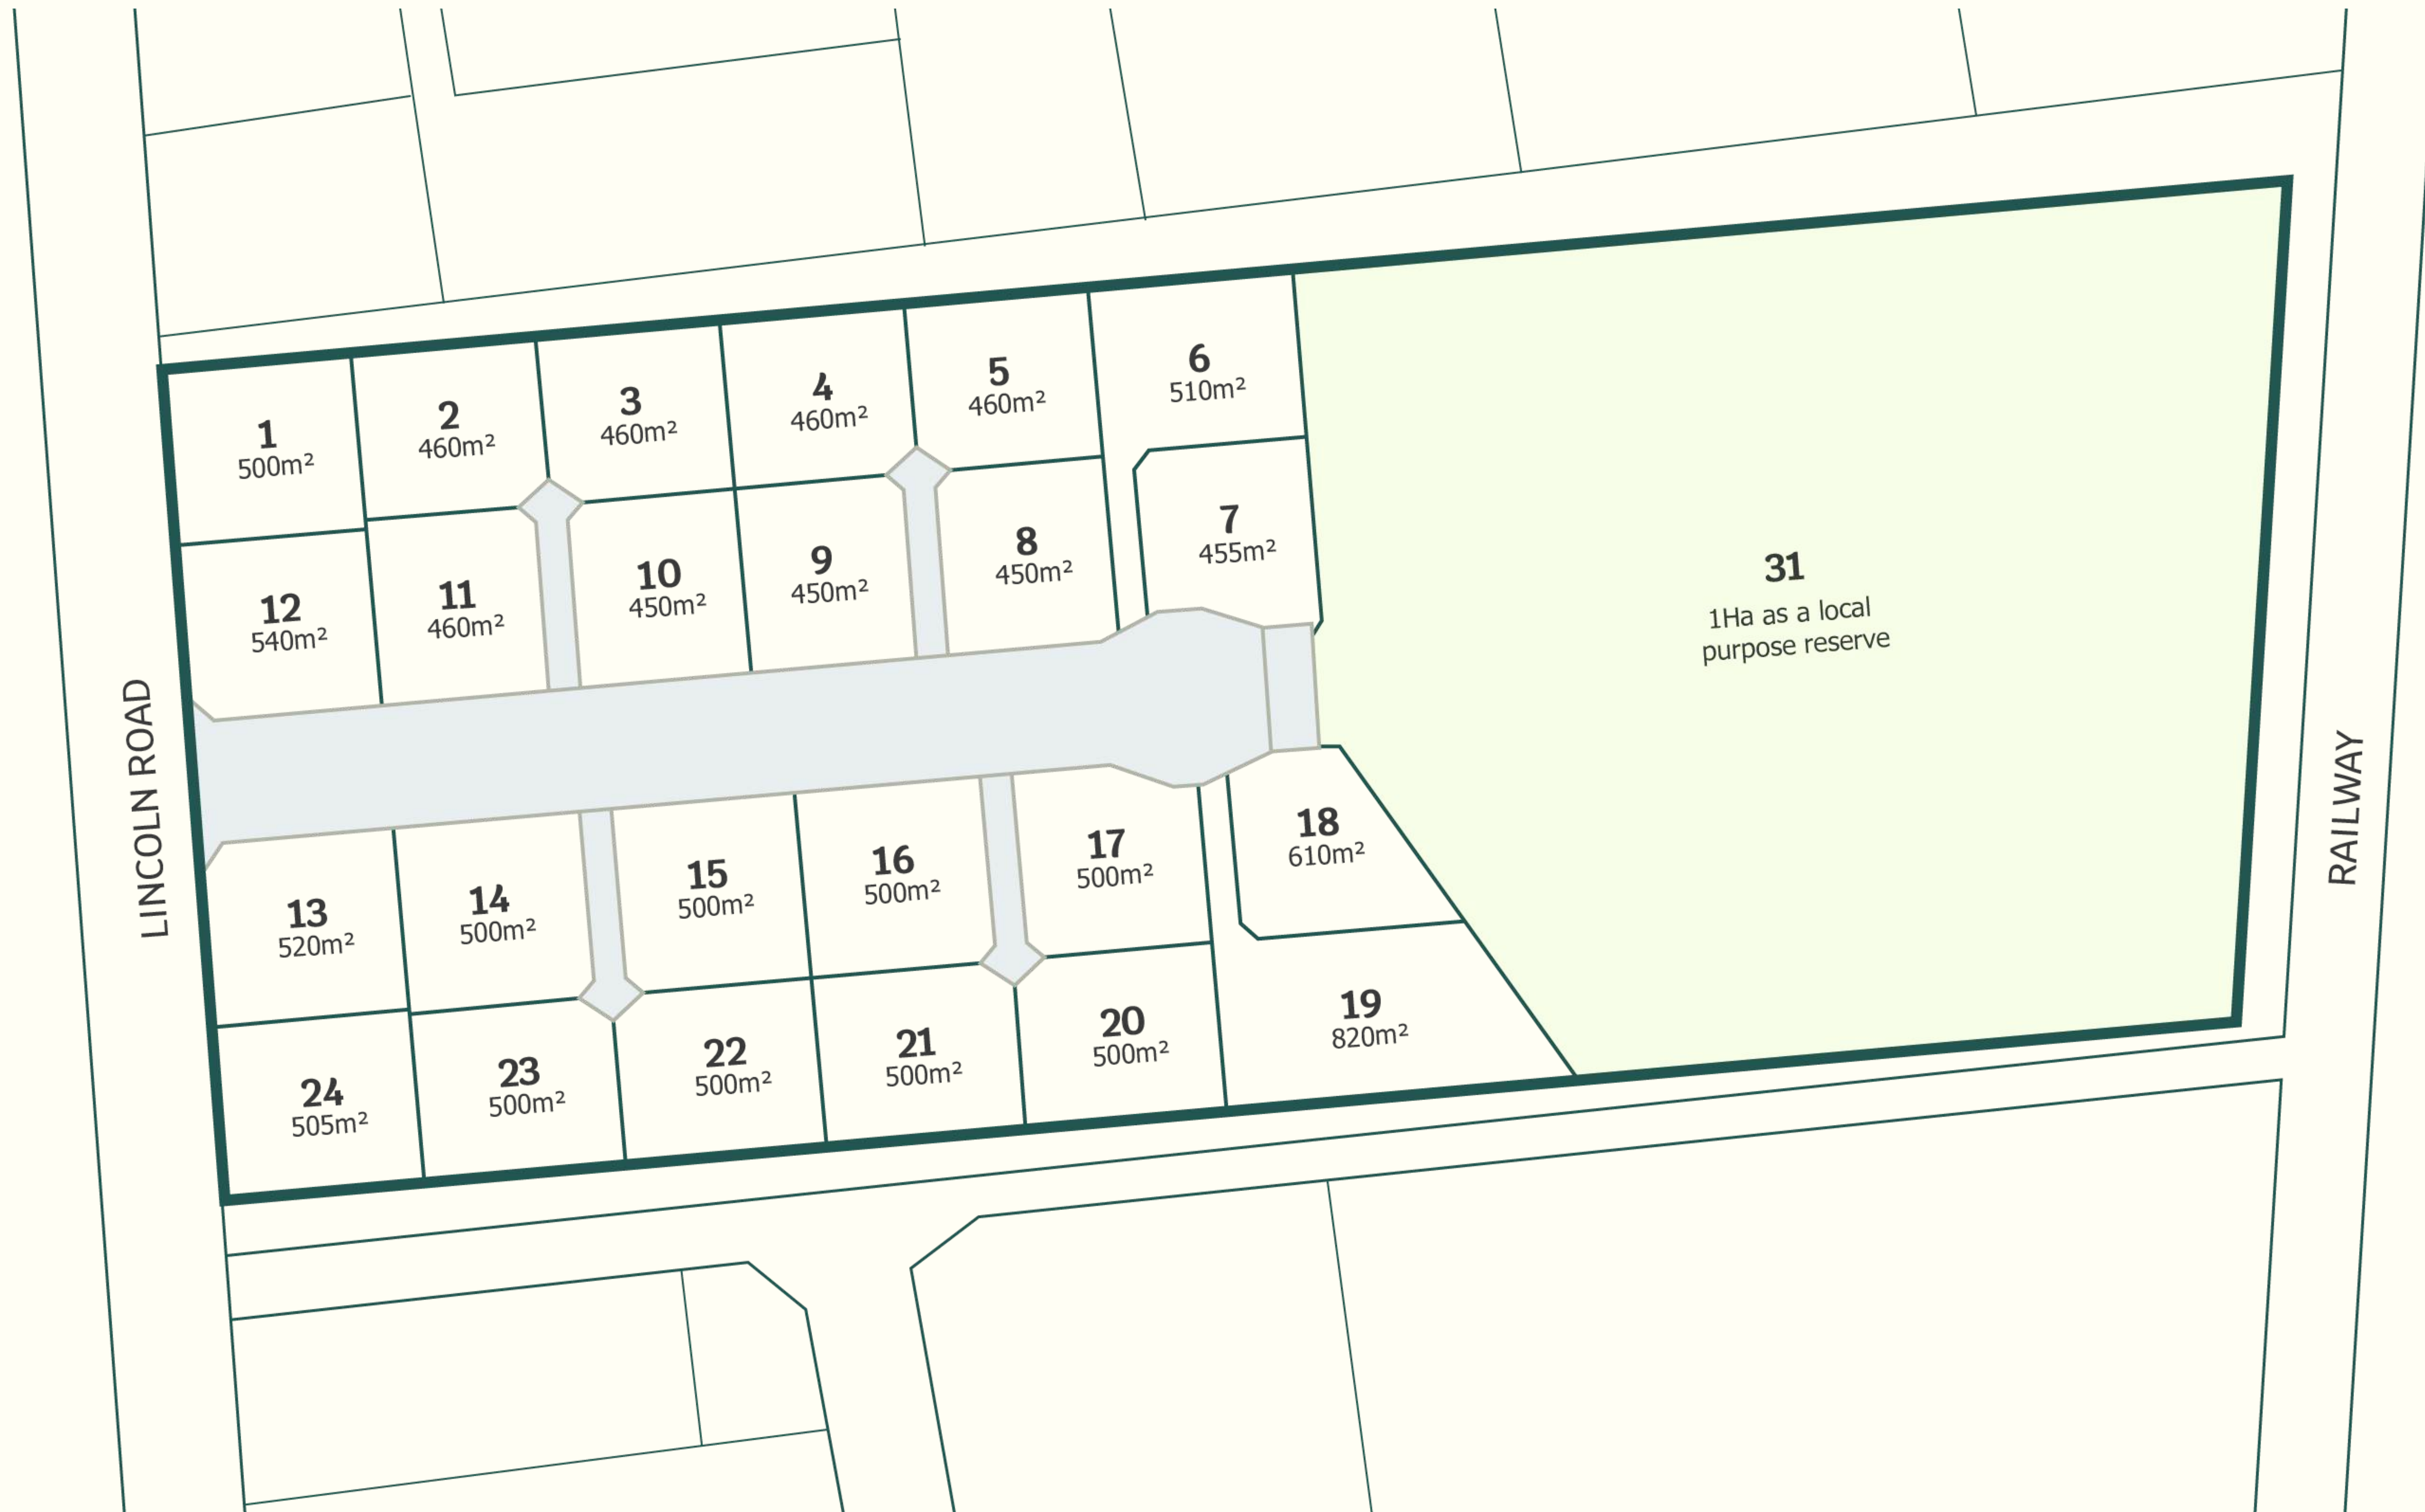 1
500m²
2
460m²
3
460m²
4
460m²
5
460m²
6
510m²
12
540m²
11
460m²
10
450m²
9
450m²
8
450m²
7
455m²
31
1Ha as a local
purpose reserve
LINCOLN ROAD
RAILWAY
13
520m²
14
500m²
15
500m²
16
500m²
17
500m²
18
610m²
24
505m²
23
500m²
22
500m²
21
500m²
20
500m²
19
820m²